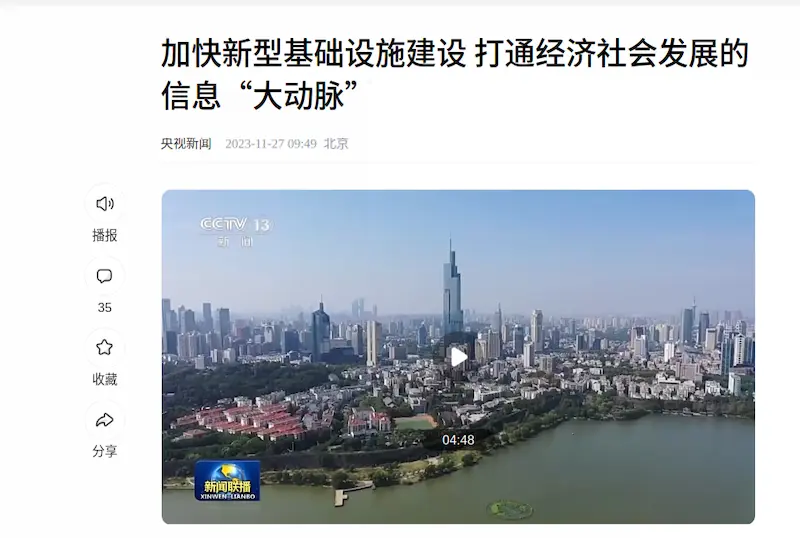 加快新型基础设施建设 打通经济社会发展的
信息“大动脉”
央视新闻 2023-11-27 09:49 北京
播报
35
收藏
分享
CCTV 13
新闻
04:48
新闻联播
XINWEN LIANBO